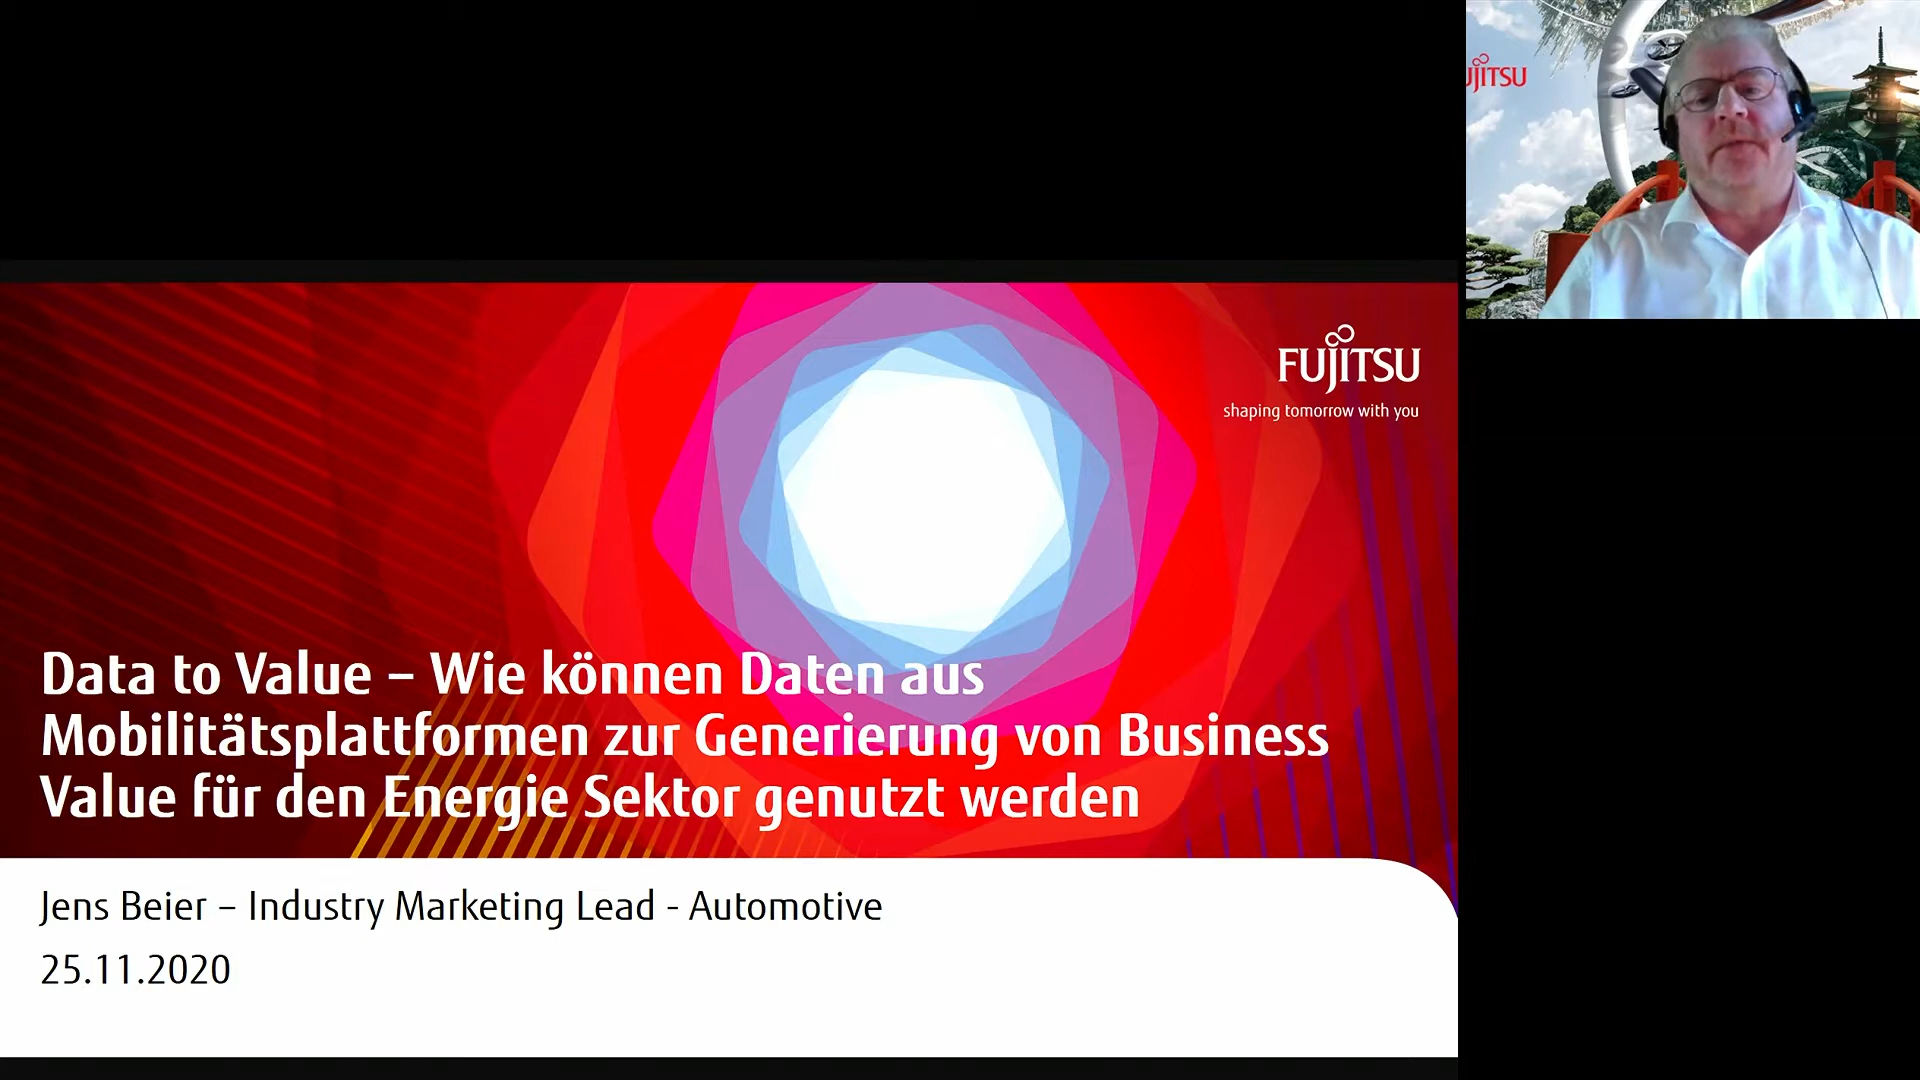 FUJITSU
FUJITSU
shaping tomorrow with you
Data to Value – Wie können Daten aus
Mobilitätsplattformen zur Generierung von Business
Value für den Energie Sektor genutzt werden
Jens Beier – Industry Marketing Lead - Automotive
25.11.2020